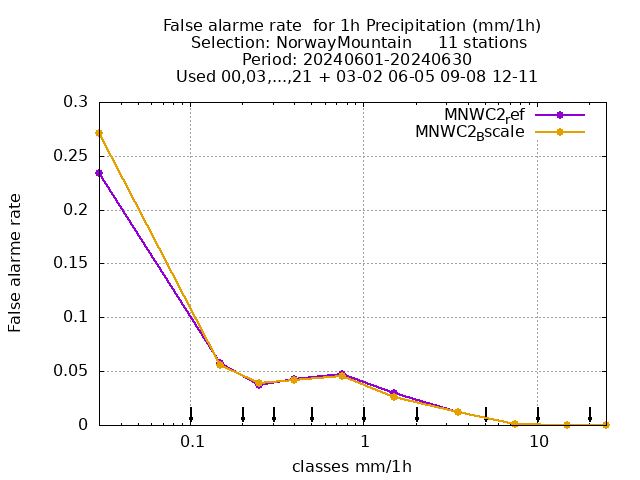 False alarme rate  for 1h Precipitation (mm/1h)
Selection: NorwayMountain     11 stations
Period: 20240601-20240630
Used 00,03,...,21 + 03-02 06-05 09-08 12-11
MNWC2ref
MNWC2Bscale
0.3
0.25
0.2
0.15
0.1
0.05
0
False alarme rate
0.1 1 10
classes mm/1h